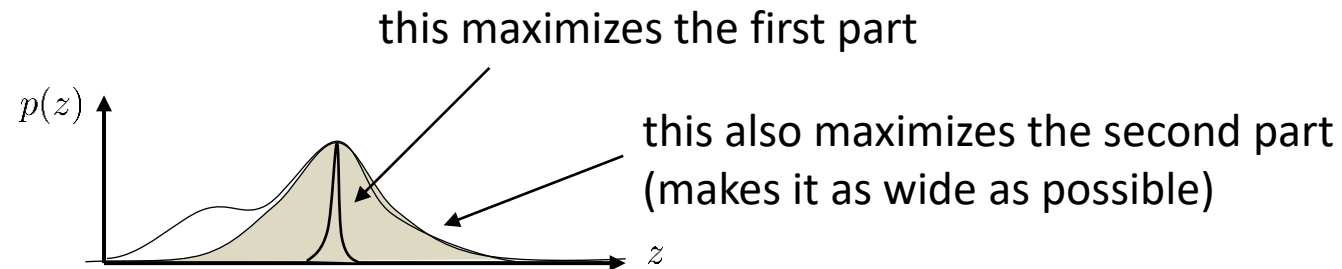 this maximizes the first part
p(z)
this also maximizes the second part
(makes it as wide as possible)
z